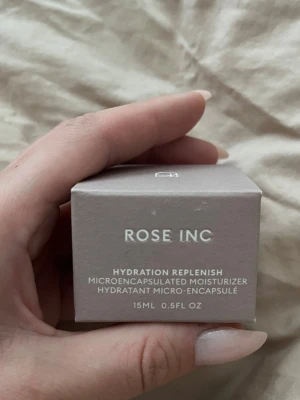 ROSE INC
HYDRATION REPLENISH
MICROENCAPSULATED MOISTURIZER
HYDRATANT MICRO-ENCAPSULÉ
15ML 0.5FL OZ